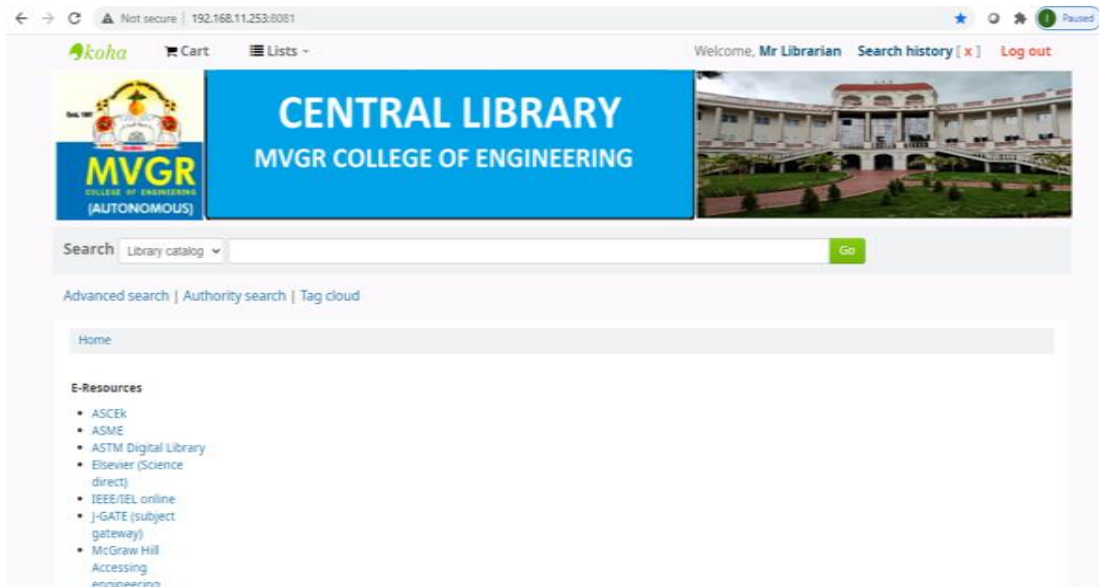 Not secure | 192.168.11.253:8081
Paused
koha Cart Lists
Welcome, Mr Librarian Search history [ x ] Log out
MVGR
COLLEGE OF ENGINEERING
(AUTONOMOUS)
CENTRAL LIBRARY
MVGR COLLEGE OF ENGINEERING
Search Library catalog Go
Advanced search | Authority search | Tag cloud
Home
E-Resources
ASCEk
ASME
ASTM Digital Library
Elsevier (Science
direct)
IEEE/IEL online
J-GATE (subject
gateway)
McGraw Hill
Accessing
engineering